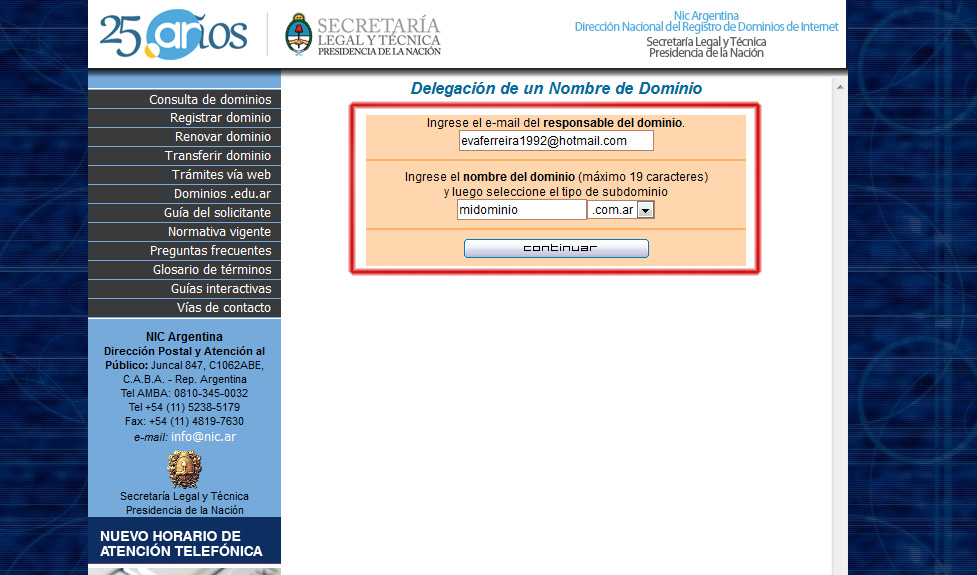 25 .ar años
SECRETARÍA
LEGAL Y TÉCNICA
PRESIDENCIA DE LA NACIÓN
Nic Argentina
Dirección Nacional del Registro de Dominios de Internet
Secretaría Legal y Técnica
Presidencia de la Nación
Consulta de dominios
Registrar dominio
Renovar dominio
Transferir dominio
Trámites vía web
Dominios .edu.ar
Guía del solicitante
Normativa vigente
Preguntas frecuentes
Glosario de términos
Guías interactivas
Vías de contacto
NIC Argentina
Dirección Postal y Atención al
Público: Juncal 847, C1062ABE,
C.A.B.A. - Rep. Argentina
Tel AMBA: 0810-345-0032
Tel +54 (11) 5238-5179
Fax: +54 (11) 4819-7630
e-mail: info@nic.ar
Secretaría Legal y Técnica
Presidencia de la Nación
NUEVO HORARIO DE
ATENCIÓN TELEFÓNICA
Delegación de un Nombre de Dominio
Ingrese el e-mail del responsable del dominio.
evaferreira1992@hotmail.com
Ingrese el nombre del dominio (máximo 19 caracteres)
y luego seleccione el tipo de subdominio
midominio .com.ar
continuar